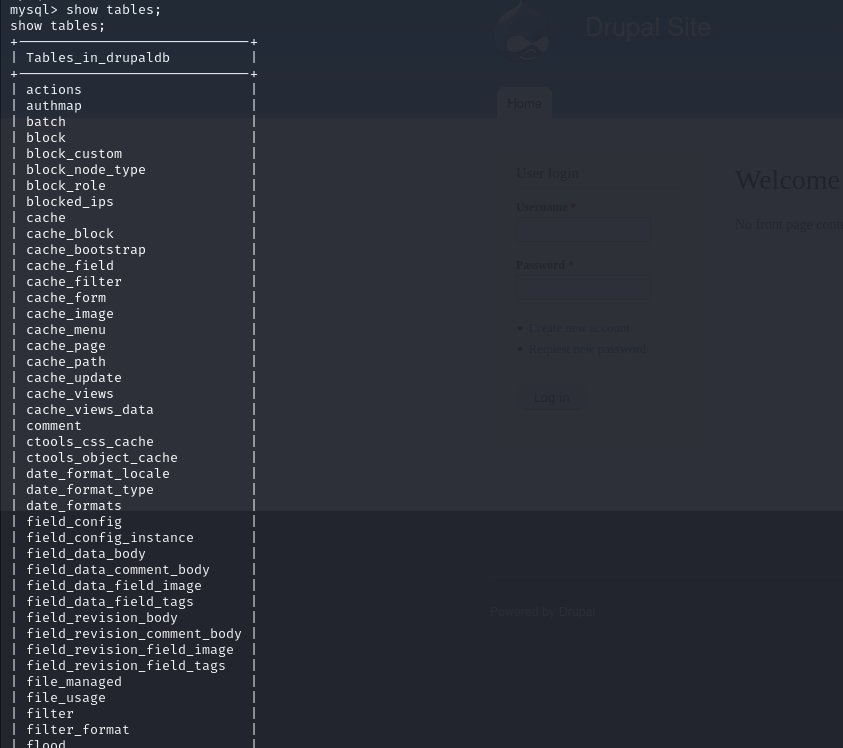 mysql> show tables;
show tables;
| Tables_in_drupaldb |
| actions |
| authmap |
| batch |
| block |
| block_custom |
| block_node_type |
| block_role |
| blocked_ips |
| cache |
| cache_block |
| cache_bootstrap |
| cache_field |
| cache_filter |
| cache_form |
| cache_image |
| cache_menu |
| cache_page |
| cache_path |
| cache_update |
| cache_views |
| cache_views_data |
| comment |
| ctools_css_cache |
| ctools_object_cache |
| date_format_locale |
| date_format_type |
| date_formats |
| field_config |
| field_config_instance |
| field_data_body |
| field_data_comment_body |
| field_data_field_image |
| field_data_field_tags |
| field_revision_body |
| field_revision_comment_body |
| field_revision_field_image |
| field_revision_field_tags |
| file_managed |
| file_usage |
| filter |
| filter_format |
| flood |
Drupal Site
Home
User login
Username *
Password *
• Create new account
• Request new password
Log in
Welcome
No front page
Powered by Drupal